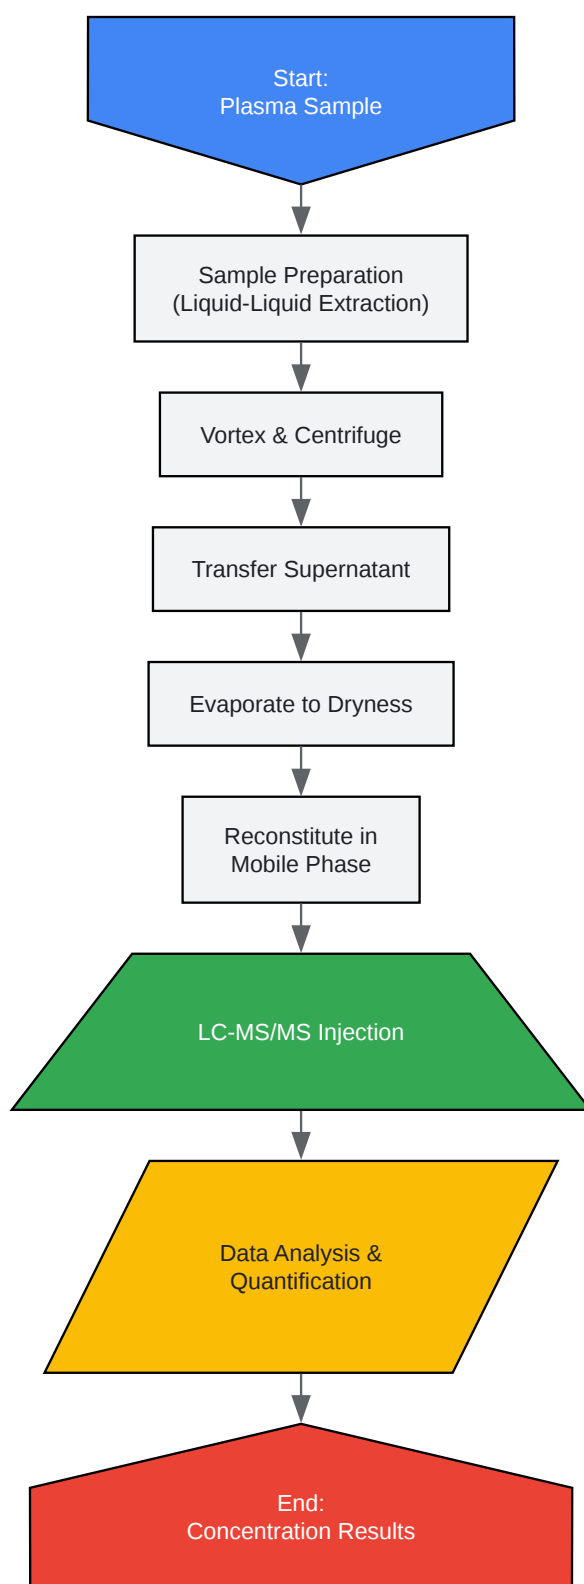 Start:
Plasma Sample
Sample Preparation
(Liquid-Liquid Extraction)
Vortex & Centrifuge
Transfer Supernatant
Evaporate to Dryness
Reconstitute in
Mobile Phase
LC-MS/MS Injection
Data Analysis &
Quantification
End:
Concentration Results